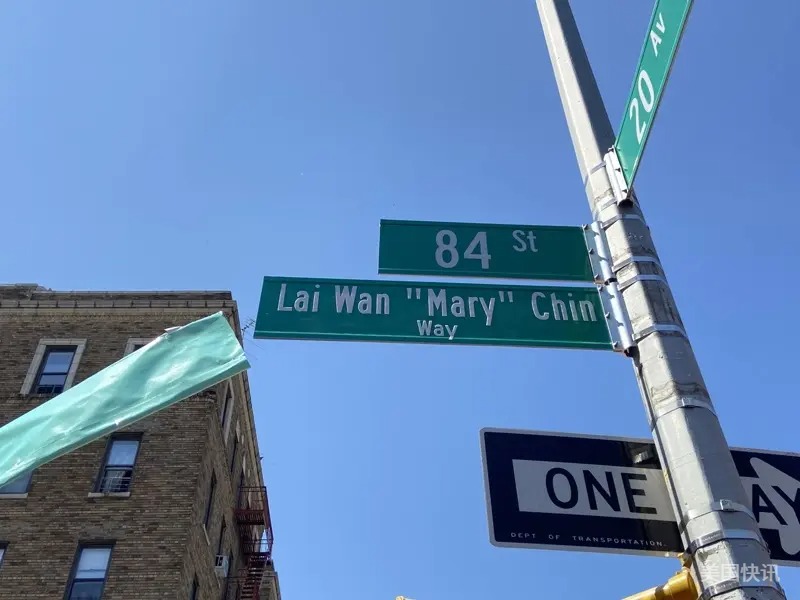 20 Av
84 St
Lai Wan "Mary" Chin
Way
ONE
DEPT OF TRANSPORTATION
美国快讯